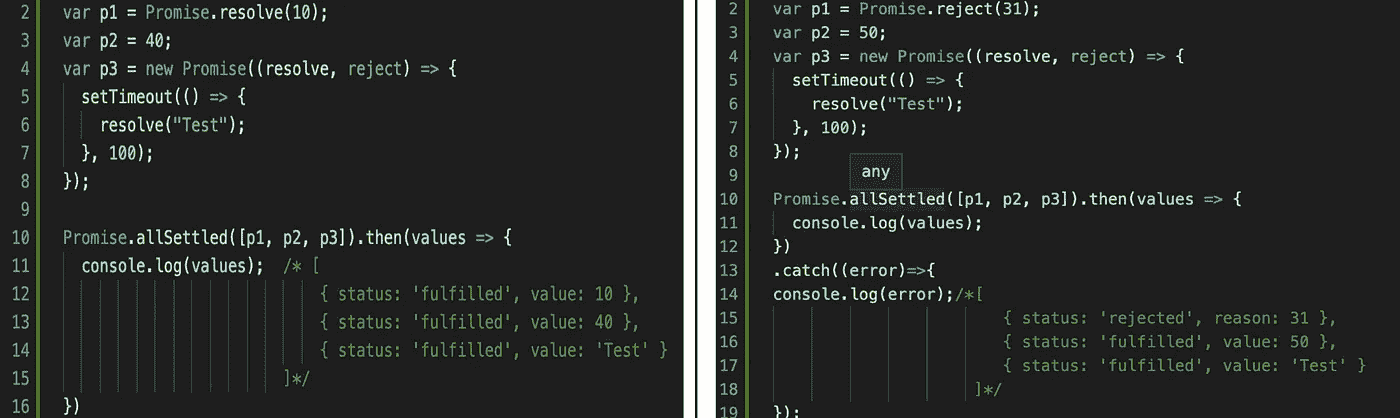 2 var p1 = Promise.resolve(10);
3 var p2 = 40;
4 var p3 = new Promise((resolve, reject) => {
5 setTimeout(() => {
6 resolve("Test");
7 }, 100);
8 });
9
10 Promise.allSettled([p1, p2, p3]).then(values => {
11 console.log(values); /* [
12 { status: 'fulfilled', value: 10 },
13 { status: 'fulfilled', value: 40 },
14 { status: 'fulfilled', value: 'Test' }
15 ]*/
16 })
2 var p1 = Promise.reject(31);
3 var p2 = 50;
4 var p3 = new Promise((resolve, reject) => {
5 setTimeout(() => {
6 resolve("Test");
7 }, 100);
8 });
any
9
10 Promise.allSettled([p1, p2, p3]).then(values => {
11 console.log(values);
12 })
13 .catch((error)=>{
14 console.log(error);/*[
15 { status: 'rejected', reason: 31 },
16 { status: 'fulfilled', value: 50 },
17 { status: 'fulfilled', value: 'Test' }
18 ]*/
19 });